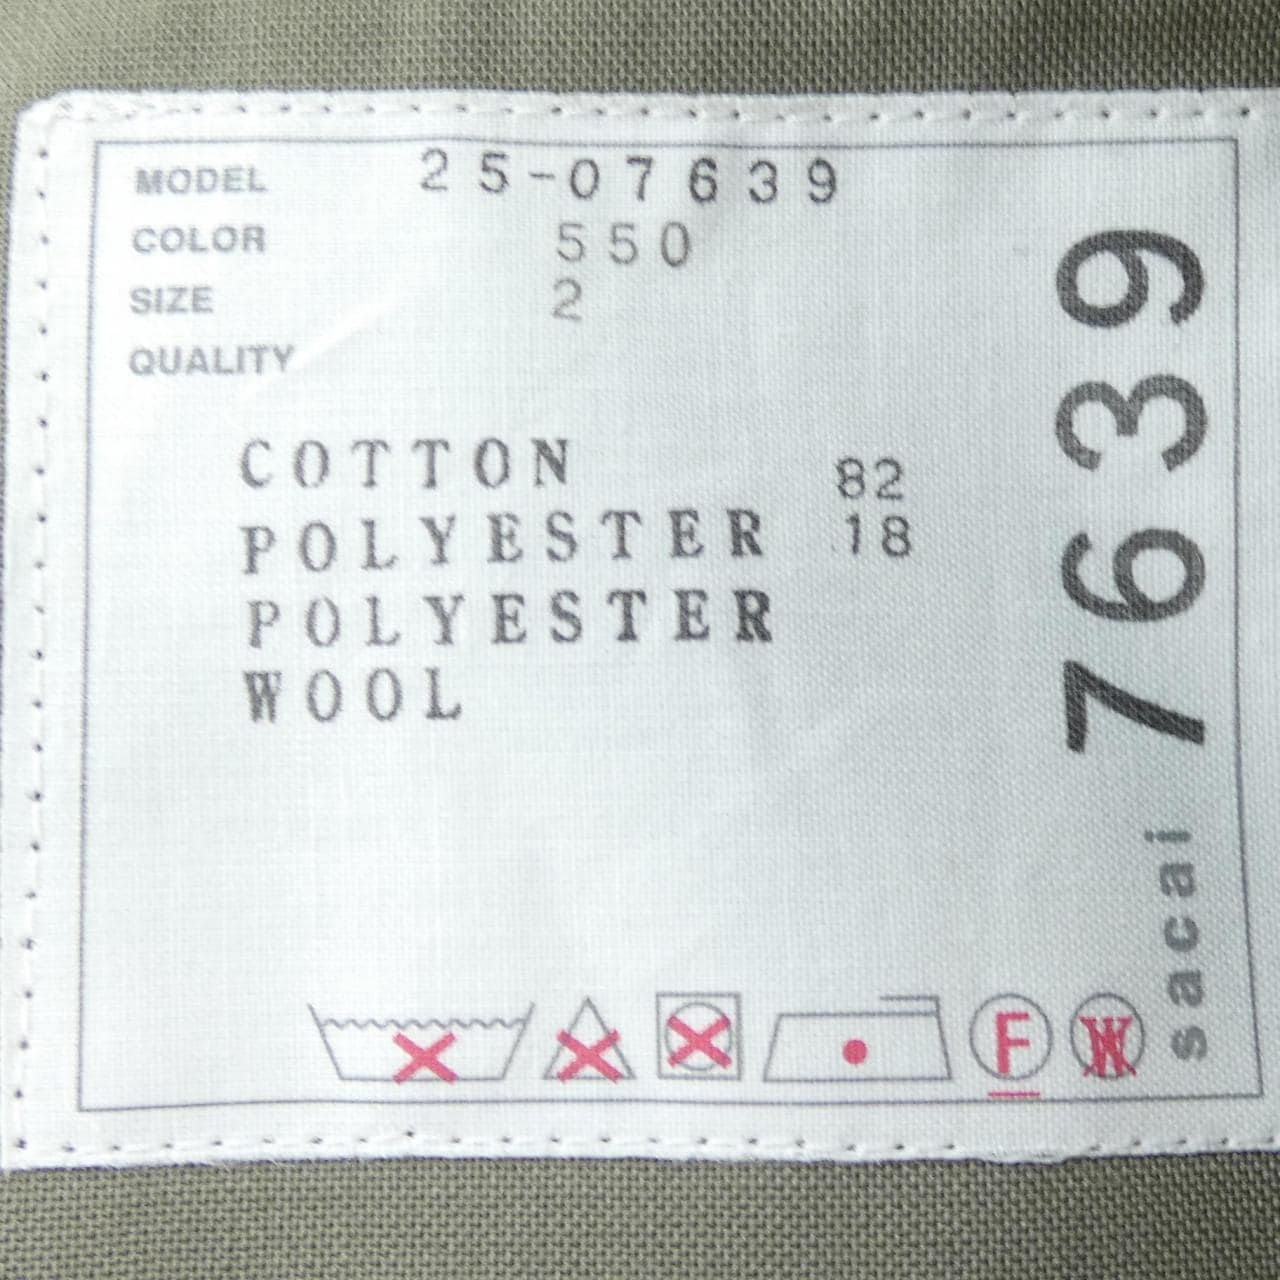 MODEL 25-07639
COLOR 550
SIZE 2
QUALITY
COTTON 82
POLYESTER 18
POLYESTER
WOOL
F W
sacai 7639